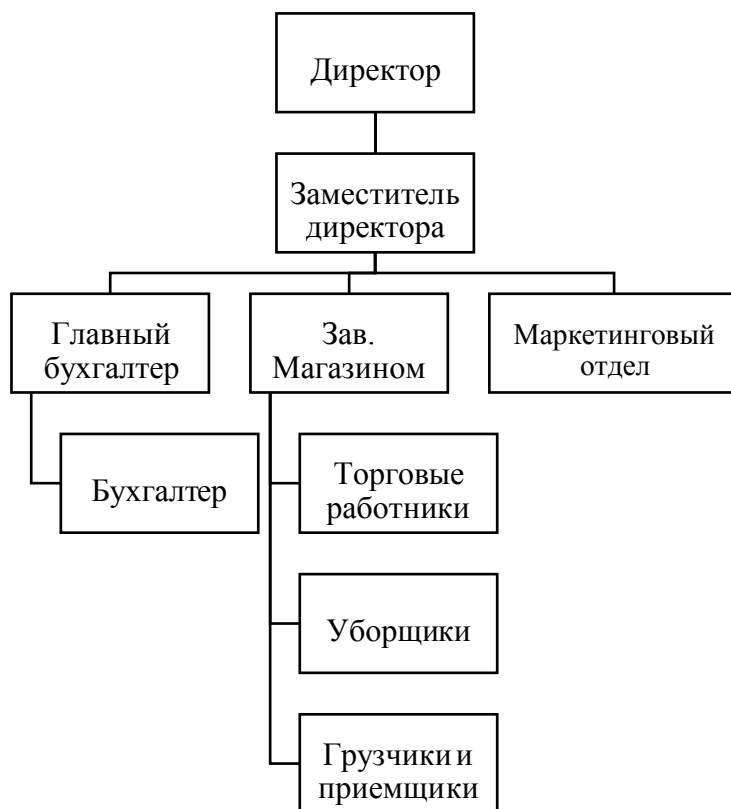 Директор
Заместитель
директора
Главный
бухгалтер
Зав.
Магазином
Маркетинговый
отдел
Бухгалтер
Торговые
работники
Уборщики
Грузчики и
приемщики